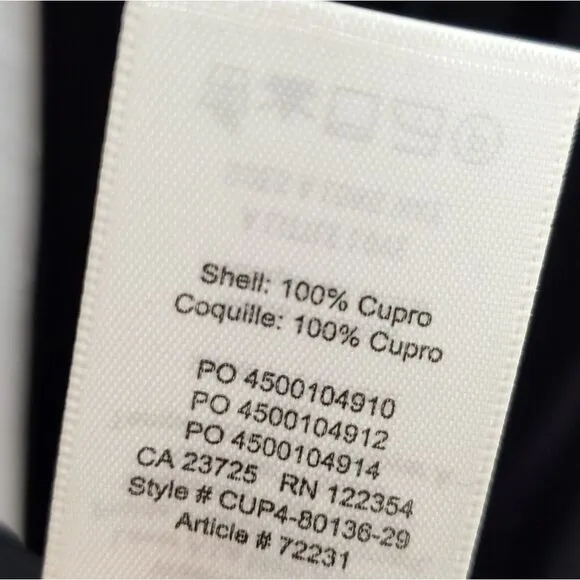 Shell: 100% Cupro
Coquille: 100% Cupro
PO 4500104910
PO 4500104912
PO 4500104914
CA 23725 RN 122354
Style # CUP4-80136-29
Article # 72231